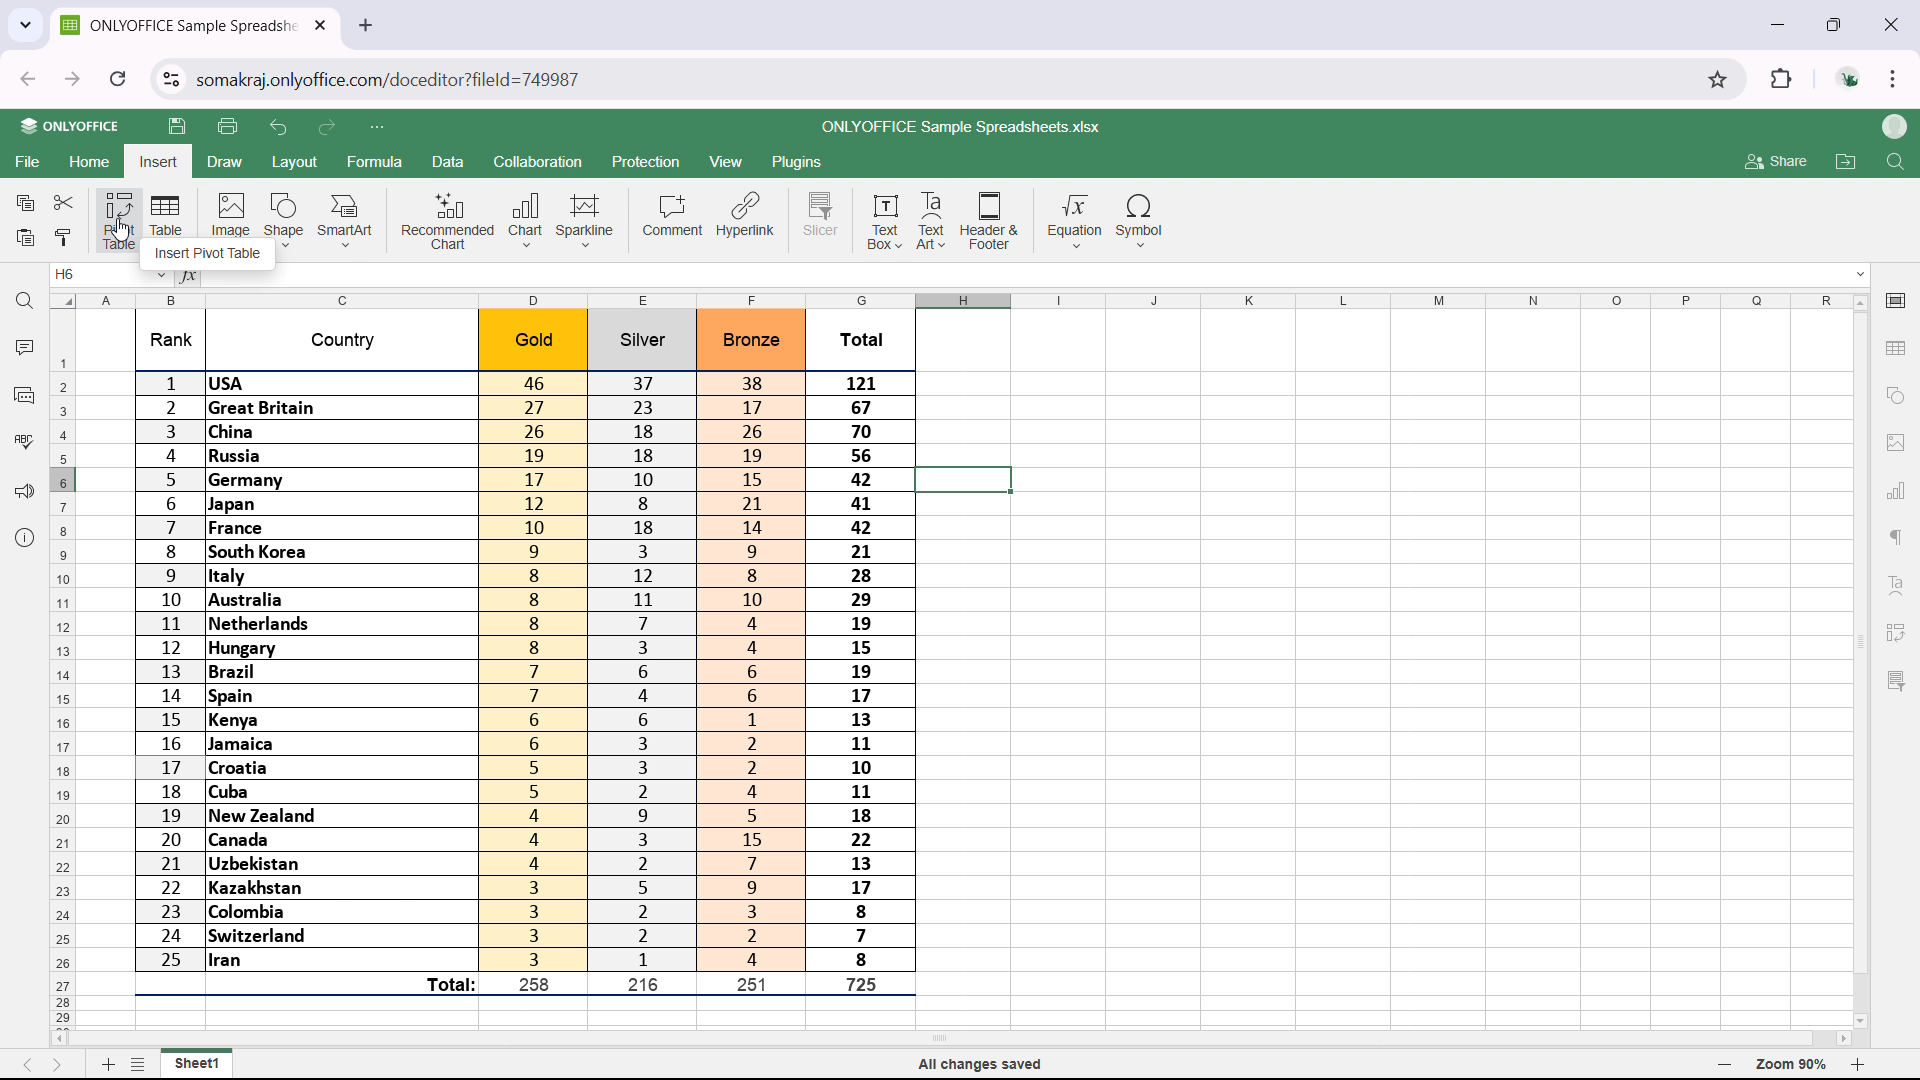 ONLYOFFICE Sample Spreadshe
somakraj.onlyoffice.com/doceditor?fileId=749987
ONLYOFFICE
ONLYOFFICE Sample Spreadsheets.xlsx
File Home Insert Draw Layout Formula Data Collaboration Protection View Plugins Share
Pivot Table
Table
Image
Shape
SmartArt
Recommended Chart
Chart
Sparkline
Comment
Hyperlink
Slicer
Text Box
Text Art
Header & Footer
Equation
Symbol
Insert Pivot Table
H6 fx
A B C D E F G H I J K L M N O P Q R
1 Rank Country Gold Silver Bronze Total
2 1 USA 46 37 38 121
3 2 Great Britain 27 23 17 67
4 3 China 26 18 26 70
5 4 Russia 19 18 19 56
6 5 Germany 17 10 15 42
7 6 Japan 12 8 21 41
8 7 France 10 18 14 42
9 8 South Korea 9 3 9 21
10 9 Italy 8 12 8 28
11 10 Australia 8 11 10 29
12 11 Netherlands 8 7 4 19
13 12 Hungary 8 3 4 15
14 13 Brazil 7 6 6 19
15 14 Spain 7 4 6 17
16 15 Kenya 6 6 1 13
17 16 Jamaica 6 3 2 11
18 17 Croatia 5 3 2 10
19 18 Cuba 5 2 4 11
20 19 New Zealand 4 9 5 18
21 20 Canada 4 3 15 22
22 21 Uzbekistan 4 2 7 13
23 22 Kazakhstan 3 5 9 17
24 23 Colombia 3 2 3 8
25 24 Switzerland 3 2 2 7
26 25 Iran 3 1 4 8
27 Total: 258 216 251 725
28
29
Sheet1 All changes saved Zoom 90%